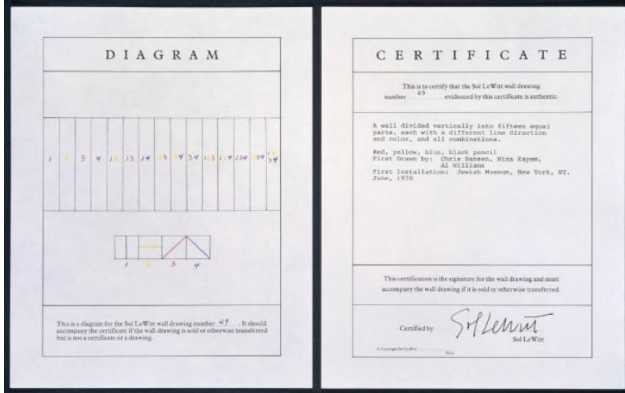 DIAGRAM
1 2 3 4 12 13 14 23 24 34 123 124 134 234 12 34
1 2 3 4
This is a diagram for the Sol LeWitt wall drawing number 49 . It should
accompany the certificate if the wall drawing is sold or otherwise transferred
but is not a certificate or a drawing.
CERTIFICATE
This is to certify that the Sol LeWitt wall drawing
number 49 evidenced by this certificate is authentic.
A wall divided vertically into fifteen equal
parts, each with a different line direction
and color, and all combinations.
Red, yellow, blue, black pencil
First Drawn by: Chris Hansen, Nina Kayem,
Al Williams
First Installation: Jewish Museum, New York, NY.
June, 1970
This certification is the signature for the wall drawing and must
accompany the wall drawing if it is sold or otherwise transferred.
Certified by Sol LeWitt
Sol LeWitt
© Copyright Sol LeWitt